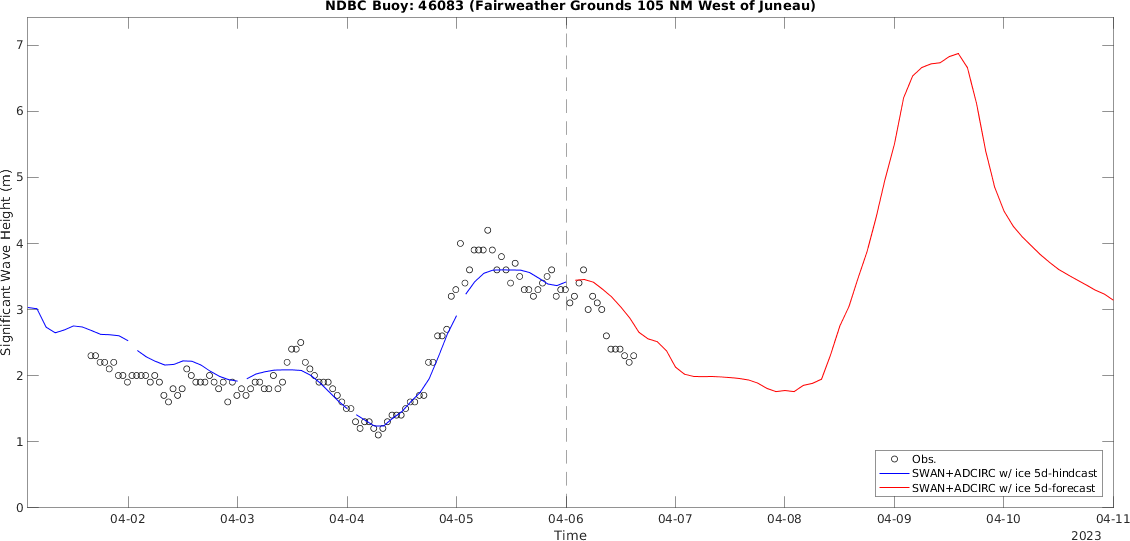 NDBC Buoy: 46083 (Fairweather Grounds 105 NM West of Juneau)
7
6
5
4
3
2
1
0
Significant Wave Height (m)
Obs.
SWAN+ADCIRC w/ ice 5d-hindcast
SWAN+ADCIRC w/ ice 5d-forecast
04-02 04-03 04-04 04-05 04-06 04-07 04-08 04-09 04-10 04-11
Time
2023